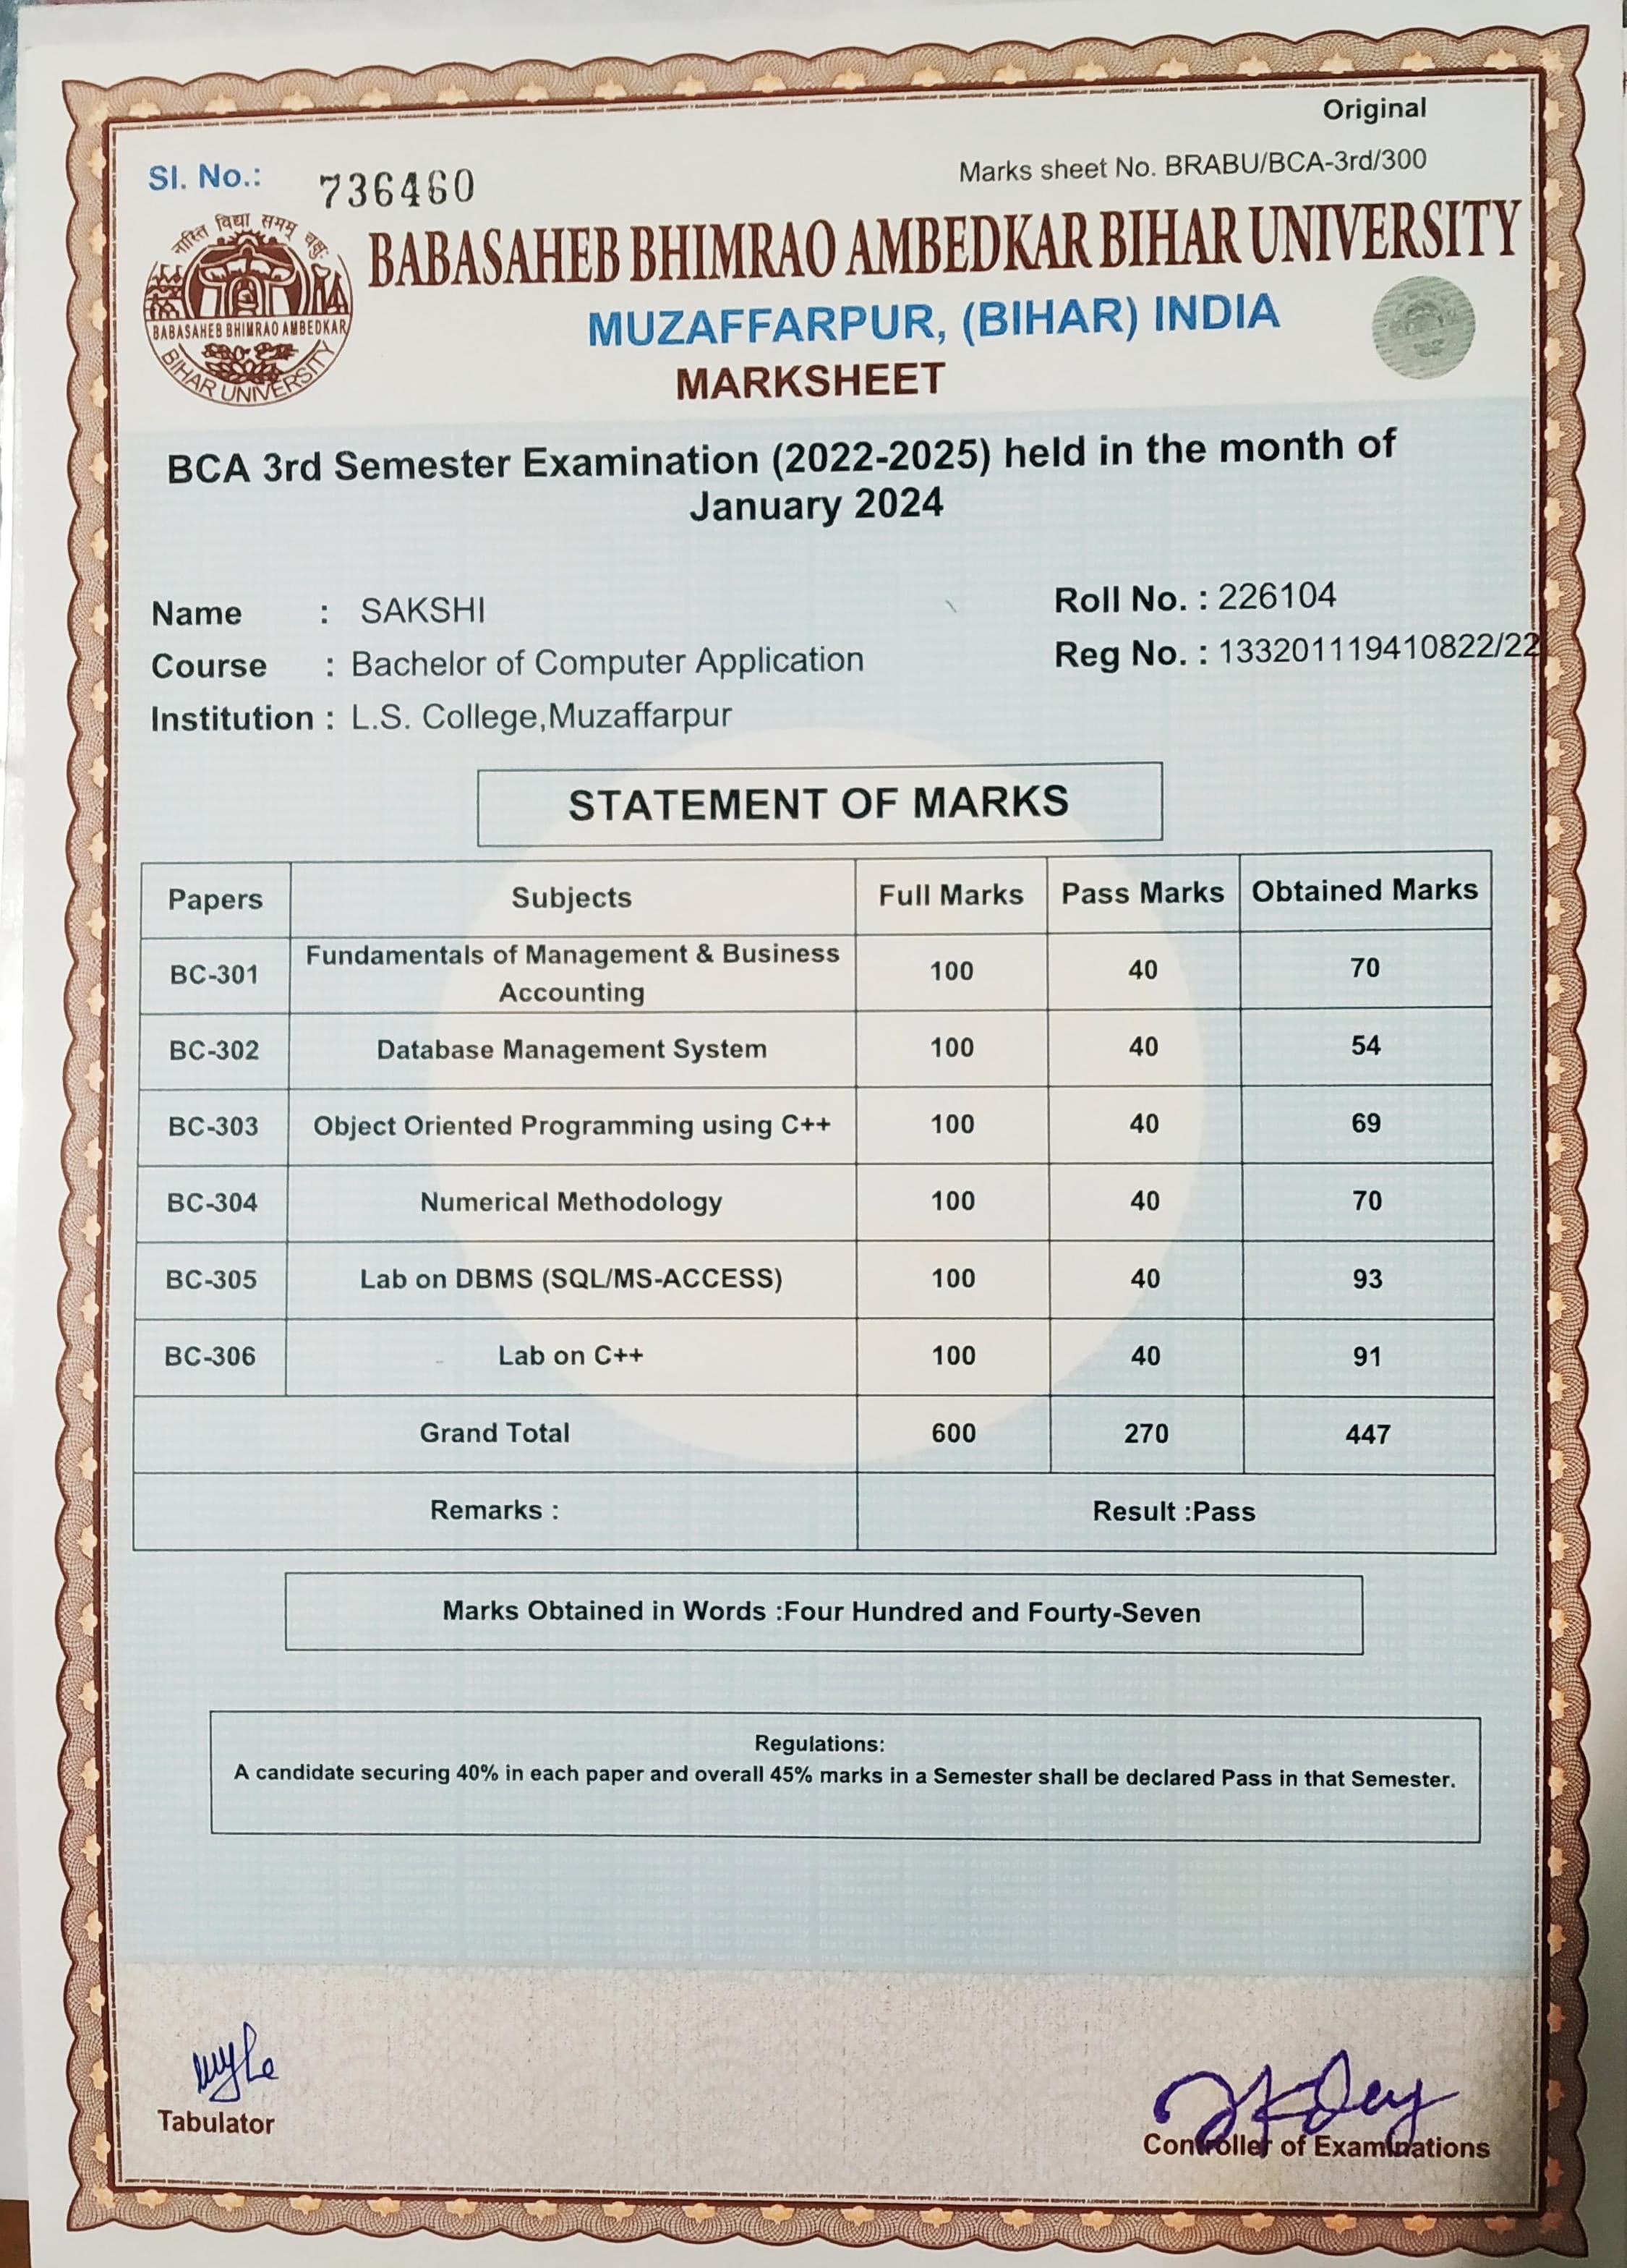 Original
Sl. No.: 736460
Marks sheet No. BRABU/BCA-3rd/300
नास्ति विद्या समम् चक्षुः
BABASAHEB BHIMRAO AMBEDKAR
BIHAR UNIVERSITY
BABASAHEB BHIMRAO AMBEDKAR BIHAR UNIVERSITY
MUZAFFARPUR, (BIHAR) INDIA
MARKSHEET
BCA 3rd Semester Examination (2022-2025) held in the month of
January 2024
Name : SAKSHI Roll No. : 226104
Course : Bachelor of Computer Application Reg No. : 133201119410822/22
Institution : L.S. College,Muzaffarpur
STATEMENT OF MARKS
Papers Subjects Full Marks Pass Marks Obtained Marks
BC-301 Fundamentals of Management & Business Accounting 100 40 70
BC-302 Database Management System 100 40 54
BC-303 Object Oriented Programming using C++ 100 40 69
BC-304 Numerical Methodology 100 40 70
BC-305 Lab on DBMS (SQL/MS-ACCESS) 100 40 93
BC-306 Lab on C++ 100 40 91
Grand Total 600 270 447
Remarks : Result :Pass
Marks Obtained in Words :Four Hundred and Fourty-Seven
Regulations:
A candidate securing 40% in each paper and overall 45% marks in a Semester shall be declared Pass in that Semester.
Tabulator
Controller of Examinations